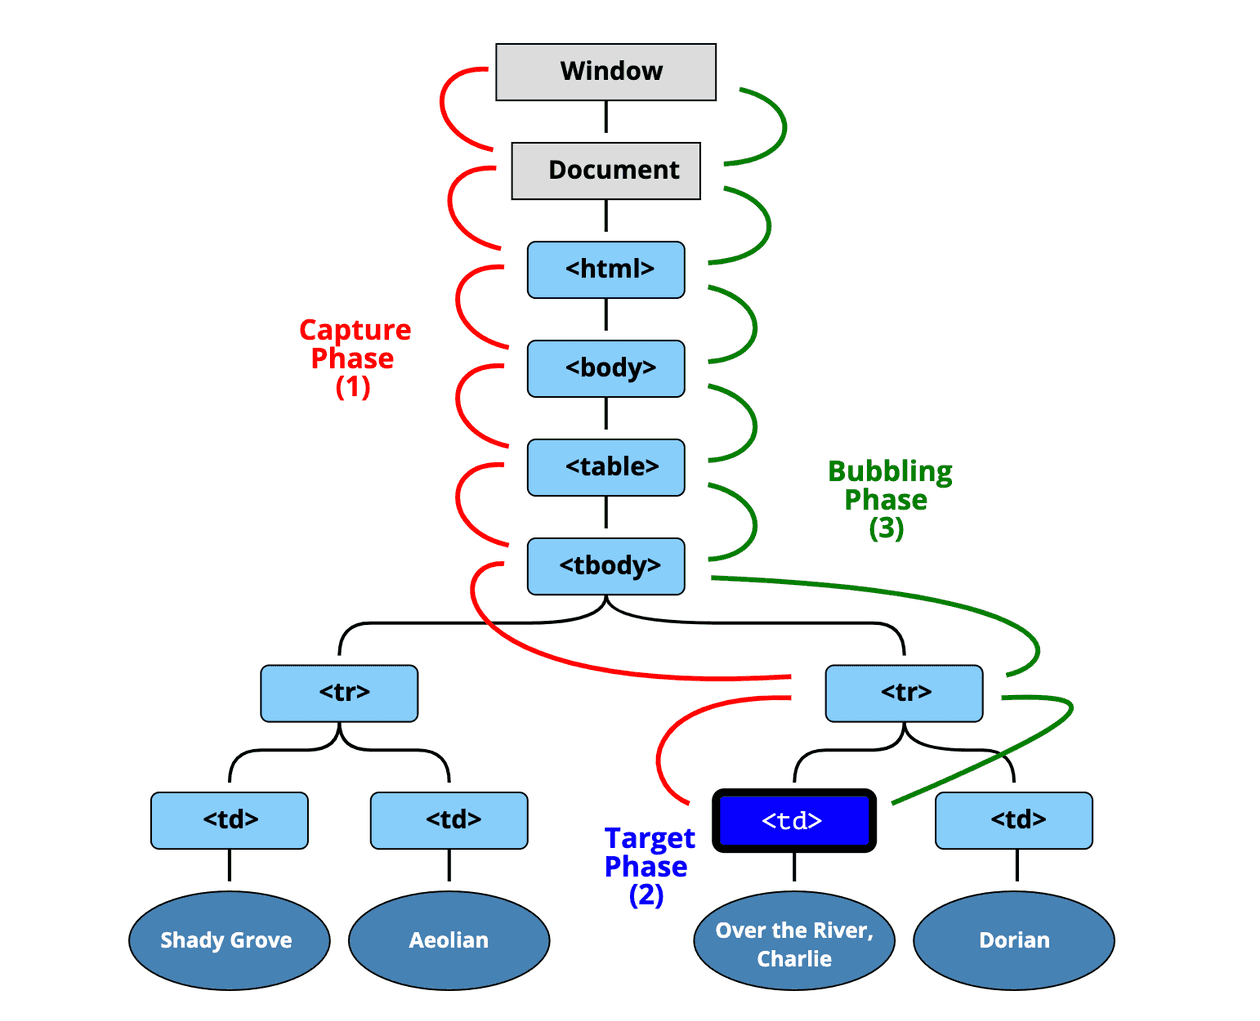 Window
Document
<html>
<body>
Capture
Phase
(1)
<table>
Bubbling
Phase
(3)
<tbody>
<tr>
<tr>
<td>
<td>
<td>
<td>
Target
Phase
(2)
Shady Grove
Aeolian
Over the River,
Charlie
Dorian